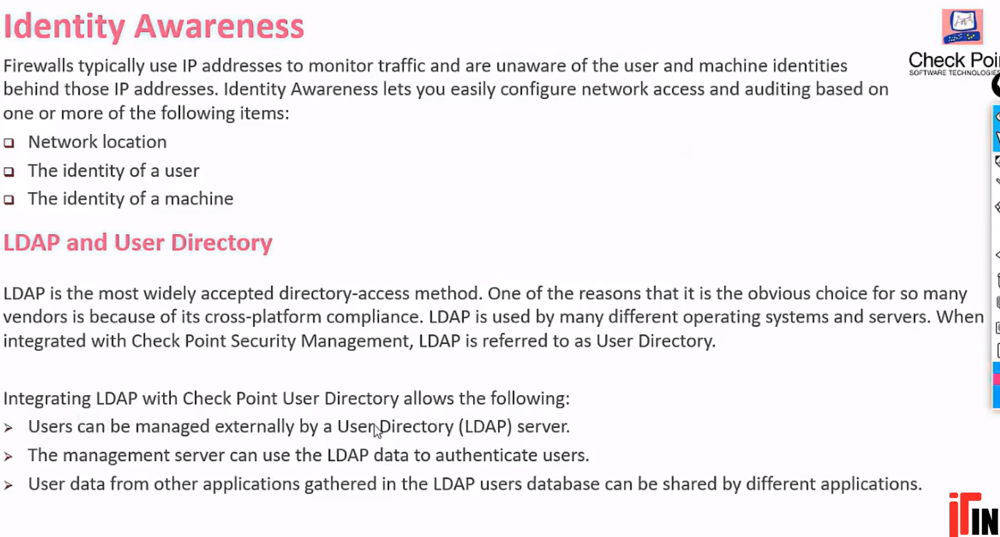 Identity Awareness
Check Poi
SOFTWARE TECHNOLOGIES
Firewalls typically use IP addresses to monitor traffic and are unaware of the user and machine identities
behind those IP addresses. Identity Awareness lets you easily configure network access and auditing based on
one or more of the following items:
Network location
The identity of a user
The identity of a machine
LDAP and User Directory
LDAP is the most widely accepted directory-access method. One of the reasons that it is the obvious choice for so many
vendors is because of its cross-platform compliance. LDAP is used by many different operating systems and servers. When
integrated with Check Point Security Management, LDAP is referred to as User Directory.
Integrating LDAP with Check Point User Directory allows the following:
Users can be managed externally by a User Directory (LDAP) server.
The management server can use the LDAP data to authenticate users.
User data from other applications gathered in the LDAP users database can be shared by different applications.
IT IN